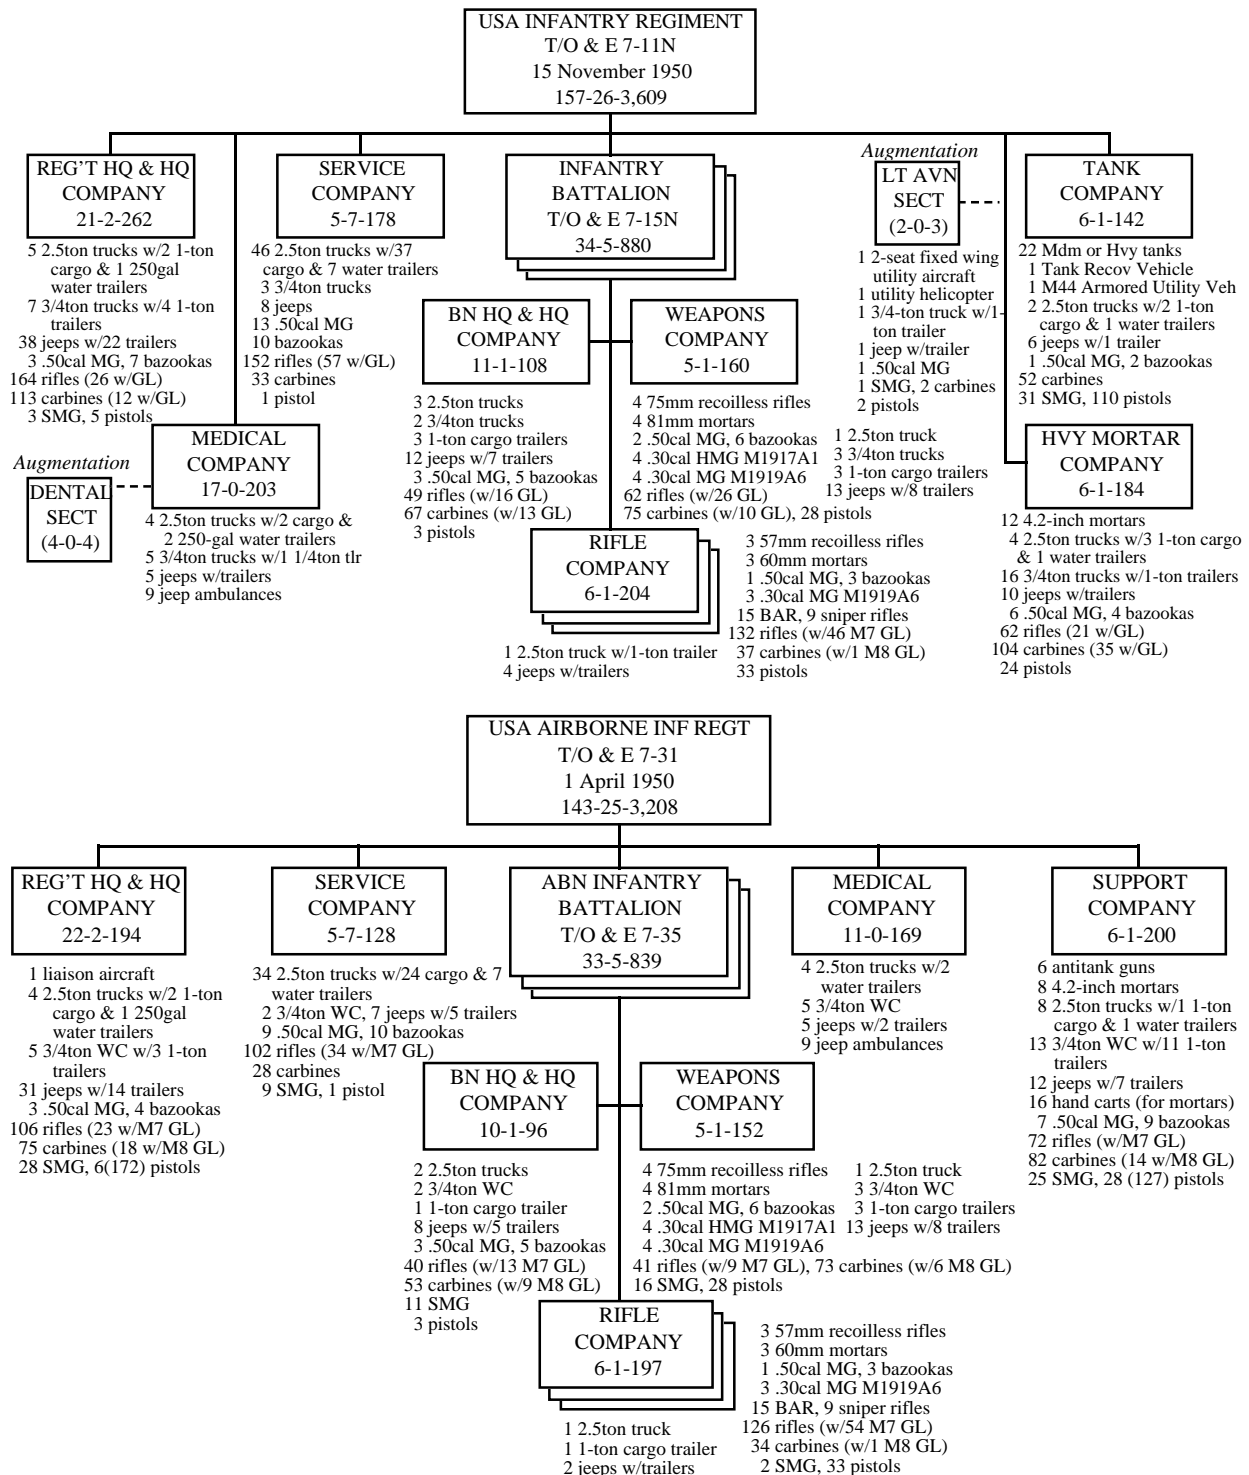 USA INFANTRY REGIMENT
T/O & E 7-11N
15 November 1950
157-26-3,609
REG'T HQ & HQ
COMPANY
21-2-262
5 2.5ton trucks w/2 1-ton
cargo & 1 250gal
water trailers
7 3/4ton trucks w/4 1-ton
trailers
38 jeeps w/22 trailers
3 .50cal MG, 7 bazookas
164 rifles (26 w/GL)
113 carbines (12 w/GL)
3 SMG, 5 pistols
SERVICE
COMPANY
5-7-178
46 2.5ton trucks w/37
cargo & 7 water trailers
3 3/4ton trucks
8 jeeps
13 .50cal MG
10 bazookas
152 rifles (57 w/GL)
33 carbines
1 pistol
INFANTRY
BATTALION
T/O & E 7-15N
34-5-880
Augmentation
LT AVN
SECT
(2-0-3)
1 2-seat fixed wing
utility aircraft
1 utility helicopter
1 3/4-ton truck w/1-
ton trailer
1 jeep w/trailer
1 .50cal MG
1 SMG, 2 carbines
2 pistols
TANK
COMPANY
6-1-142
22 Mdm or Hvy tanks
1 Tank Recov Vehicle
1 M44 Armored Utility Veh
2 2.5ton trucks w/2 1-ton
cargo & 1 water trailers
6 jeeps w/1 trailer
1 .50cal MG, 2 bazookas
52 carbines
31 SMG, 110 pistols
Augmentation
DENTAL
SECT
(4-0-4)
MEDICAL
COMPANY
17-0-203
4 2.5ton trucks w/2 cargo &
2 250-gal water trailers
5 3/4ton trucks w/1 1/4ton tlr
5 jeeps w/trailers
9 jeep ambulances
BN HQ & HQ
COMPANY
11-1-108
3 2.5ton trucks
2 3/4ton trucks
3 1-ton cargo trailers
12 jeeps w/7 trailers
3 .50cal MG, 5 bazookas
49 rifles (w/16 GL)
67 carbines (w/13 GL)
3 pistols
WEAPONS
COMPANY
5-1-160
4 75mm recoilless rifles
4 81mm mortars
2 .50cal MG, 6 bazookas
4 .30cal HMG M1917A1
4 .30cal MG M1919A6
62 rifles (w/26 GL)
75 carbines (w/10 GL), 28 pistols
1 2.5ton truck
3 3/4ton trucks
3 1-ton cargo trailers
13 jeeps w/8 trailers
HVY MORTAR
COMPANY
6-1-184
12 4.2-inch mortars
4 2.5ton trucks w/3 1-ton cargo
& 1 water trailers
16 3/4ton trucks w/1-ton trailers
10 jeeps w/trailers
6 .50cal MG, 4 bazookas
62 rifles (21 w/GL)
104 carbines (35 w/GL)
24 pistols
RIFLE
COMPANY
6-1-204
1 2.5ton truck w/1-ton trailer
4 jeeps w/trailers
3 57mm recoilless rifles
3 60mm mortars
1 .50cal MG, 3 bazookas
3 .30cal MG M1919A6
15 BAR, 9 sniper rifles
132 rifles (w/46 M7 GL)
37 carbines (w/1 M8 GL)
33 pistols
USA AIRBORNE INF REGT
T/O & E 7-31
1 April 1950
143-25-3,208
REG'T HQ & HQ
COMPANY
22-2-194
1 liaison aircraft
4 2.5ton trucks w/2 1-ton
cargo & 1 250gal
water trailers
5 3/4ton WC w/3 1-ton
trailers
31 jeeps w/14 trailers
3 .50cal MG, 4 bazookas
106 rifles (23 w/M7 GL)
75 carbines (18 w/M8 GL)
28 SMG, 6(172) pistols
SERVICE
COMPANY
5-7-128
34 2.5ton trucks w/24 cargo & 7
water trailers
2 3/4ton WC, 7 jeeps w/5 trailers
9 .50cal MG, 10 bazookas
102 rifles (34 w/M7 GL)
28 carbines
9 SMG, 1 pistol
ABN INFANTRY
BATTALION
T/O & E 7-35
33-5-839
MEDICAL
COMPANY
11-0-169
4 2.5ton trucks w/2
water trailers
5 3/4ton WC
5 jeeps w/2 trailers
9 jeep ambulances
SUPPORT
COMPANY
6-1-200
6 antitank guns
8 4.2-inch mortars
8 2.5ton trucks w/1 1-ton
cargo & 1 water trailers
13 3/4ton WC w/11 1-ton
trailers
12 jeeps w/7 trailers
16 hand carts (for mortars)
7 .50cal MG, 9 bazookas
72 rifles (w/M7 GL)
82 carbines (14 w/M8 GL)
25 SMG, 28 (127) pistols
BN HQ & HQ
COMPANY
10-1-96
2 2.5ton trucks
2 3/4ton WC
1 1-ton cargo trailer
8 jeeps w/5 trailers
3 .50cal MG, 5 bazookas
40 rifles (w/13 M7 GL)
53 carbines (w/9 M8 GL)
11 SMG
3 pistols
WEAPONS
COMPANY
5-1-152
4 75mm recoilless rifles
4 81mm mortars
2 .50cal MG, 6 bazookas
4 .30cal HMG M1917A1
4 .30cal MG M1919A6
41 rifles (w/9 M7 GL), 73 carbines (w/6 M8 GL)
16 SMG, 28 pistols
1 2.5ton truck
3 3/4ton WC
3 1-ton cargo trailers
13 jeeps w/8 trailers
RIFLE
COMPANY
6-1-197
1 2.5ton truck
1 1-ton cargo trailer
2 jeeps w/trailers
3 57mm recoilless rifles
3 60mm mortars
1 .50cal MG, 3 bazookas
3 .30cal MG M1919A6
15 BAR, 9 sniper rifles
126 rifles (w/54 M7 GL)
34 carbines (w/1 M8 GL)
2 SMG, 33 pistols